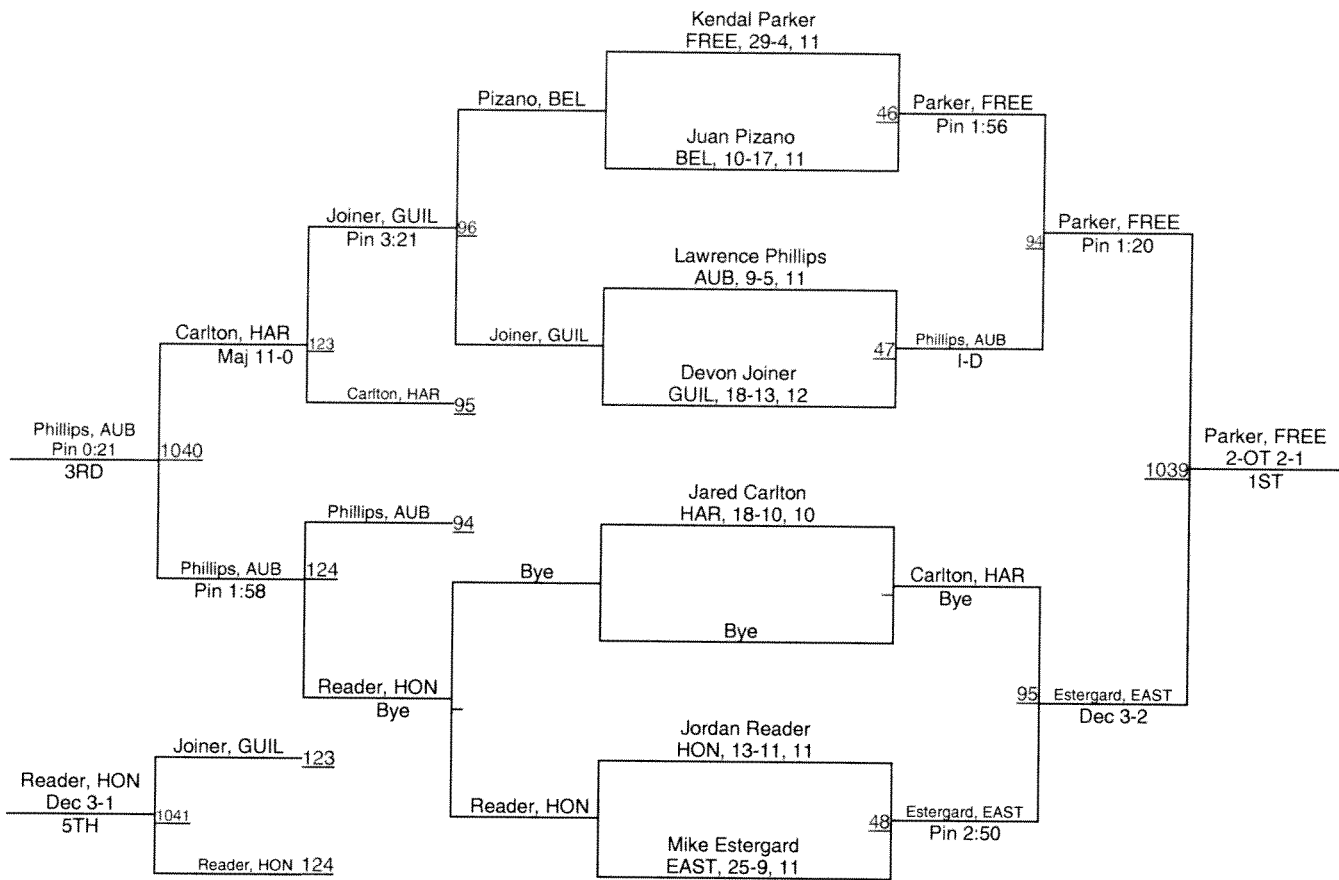 Kendal Parker
FREE, 29-4, 11
Pizano, BEL
46
Parker, FREE
Pin 1:56
Juan Pizano
BEL, 10-17, 11
Joiner, GUIL
Pin 3:21
96
94
Parker, FREE
Pin 1:20
Lawrence Phillips
AUB, 9-5, 11
Carlton, HAR
Maj 11-0
123
Joiner, GUIL
47
Phillips, AUB
I-D
Devon Joiner
GUIL, 18-13, 12
Carlton, HAR
95
Phillips, AUB
Pin 0:21
3RD
1040
1039
Parker, FREE
2-OT 2-1
1ST
Jared Carlton
HAR, 18-10, 10
Phillips, AUB
94
Phillips, AUB
Pin 1:58
124
Bye
Carlton, HAR
Bye
Bye
Reader, HON
Bye
95
Estergard, EAST
Dec 3-2
Jordan Reader
HON, 13-11, 11
Joiner, GUIL
123
Reader, HON
Dec 3-1
5TH
1041
Reader, HON
48
Estergard, EAST
Pin 2:50
Mike Estergard
EAST, 25-9, 11
Reader, HON
124